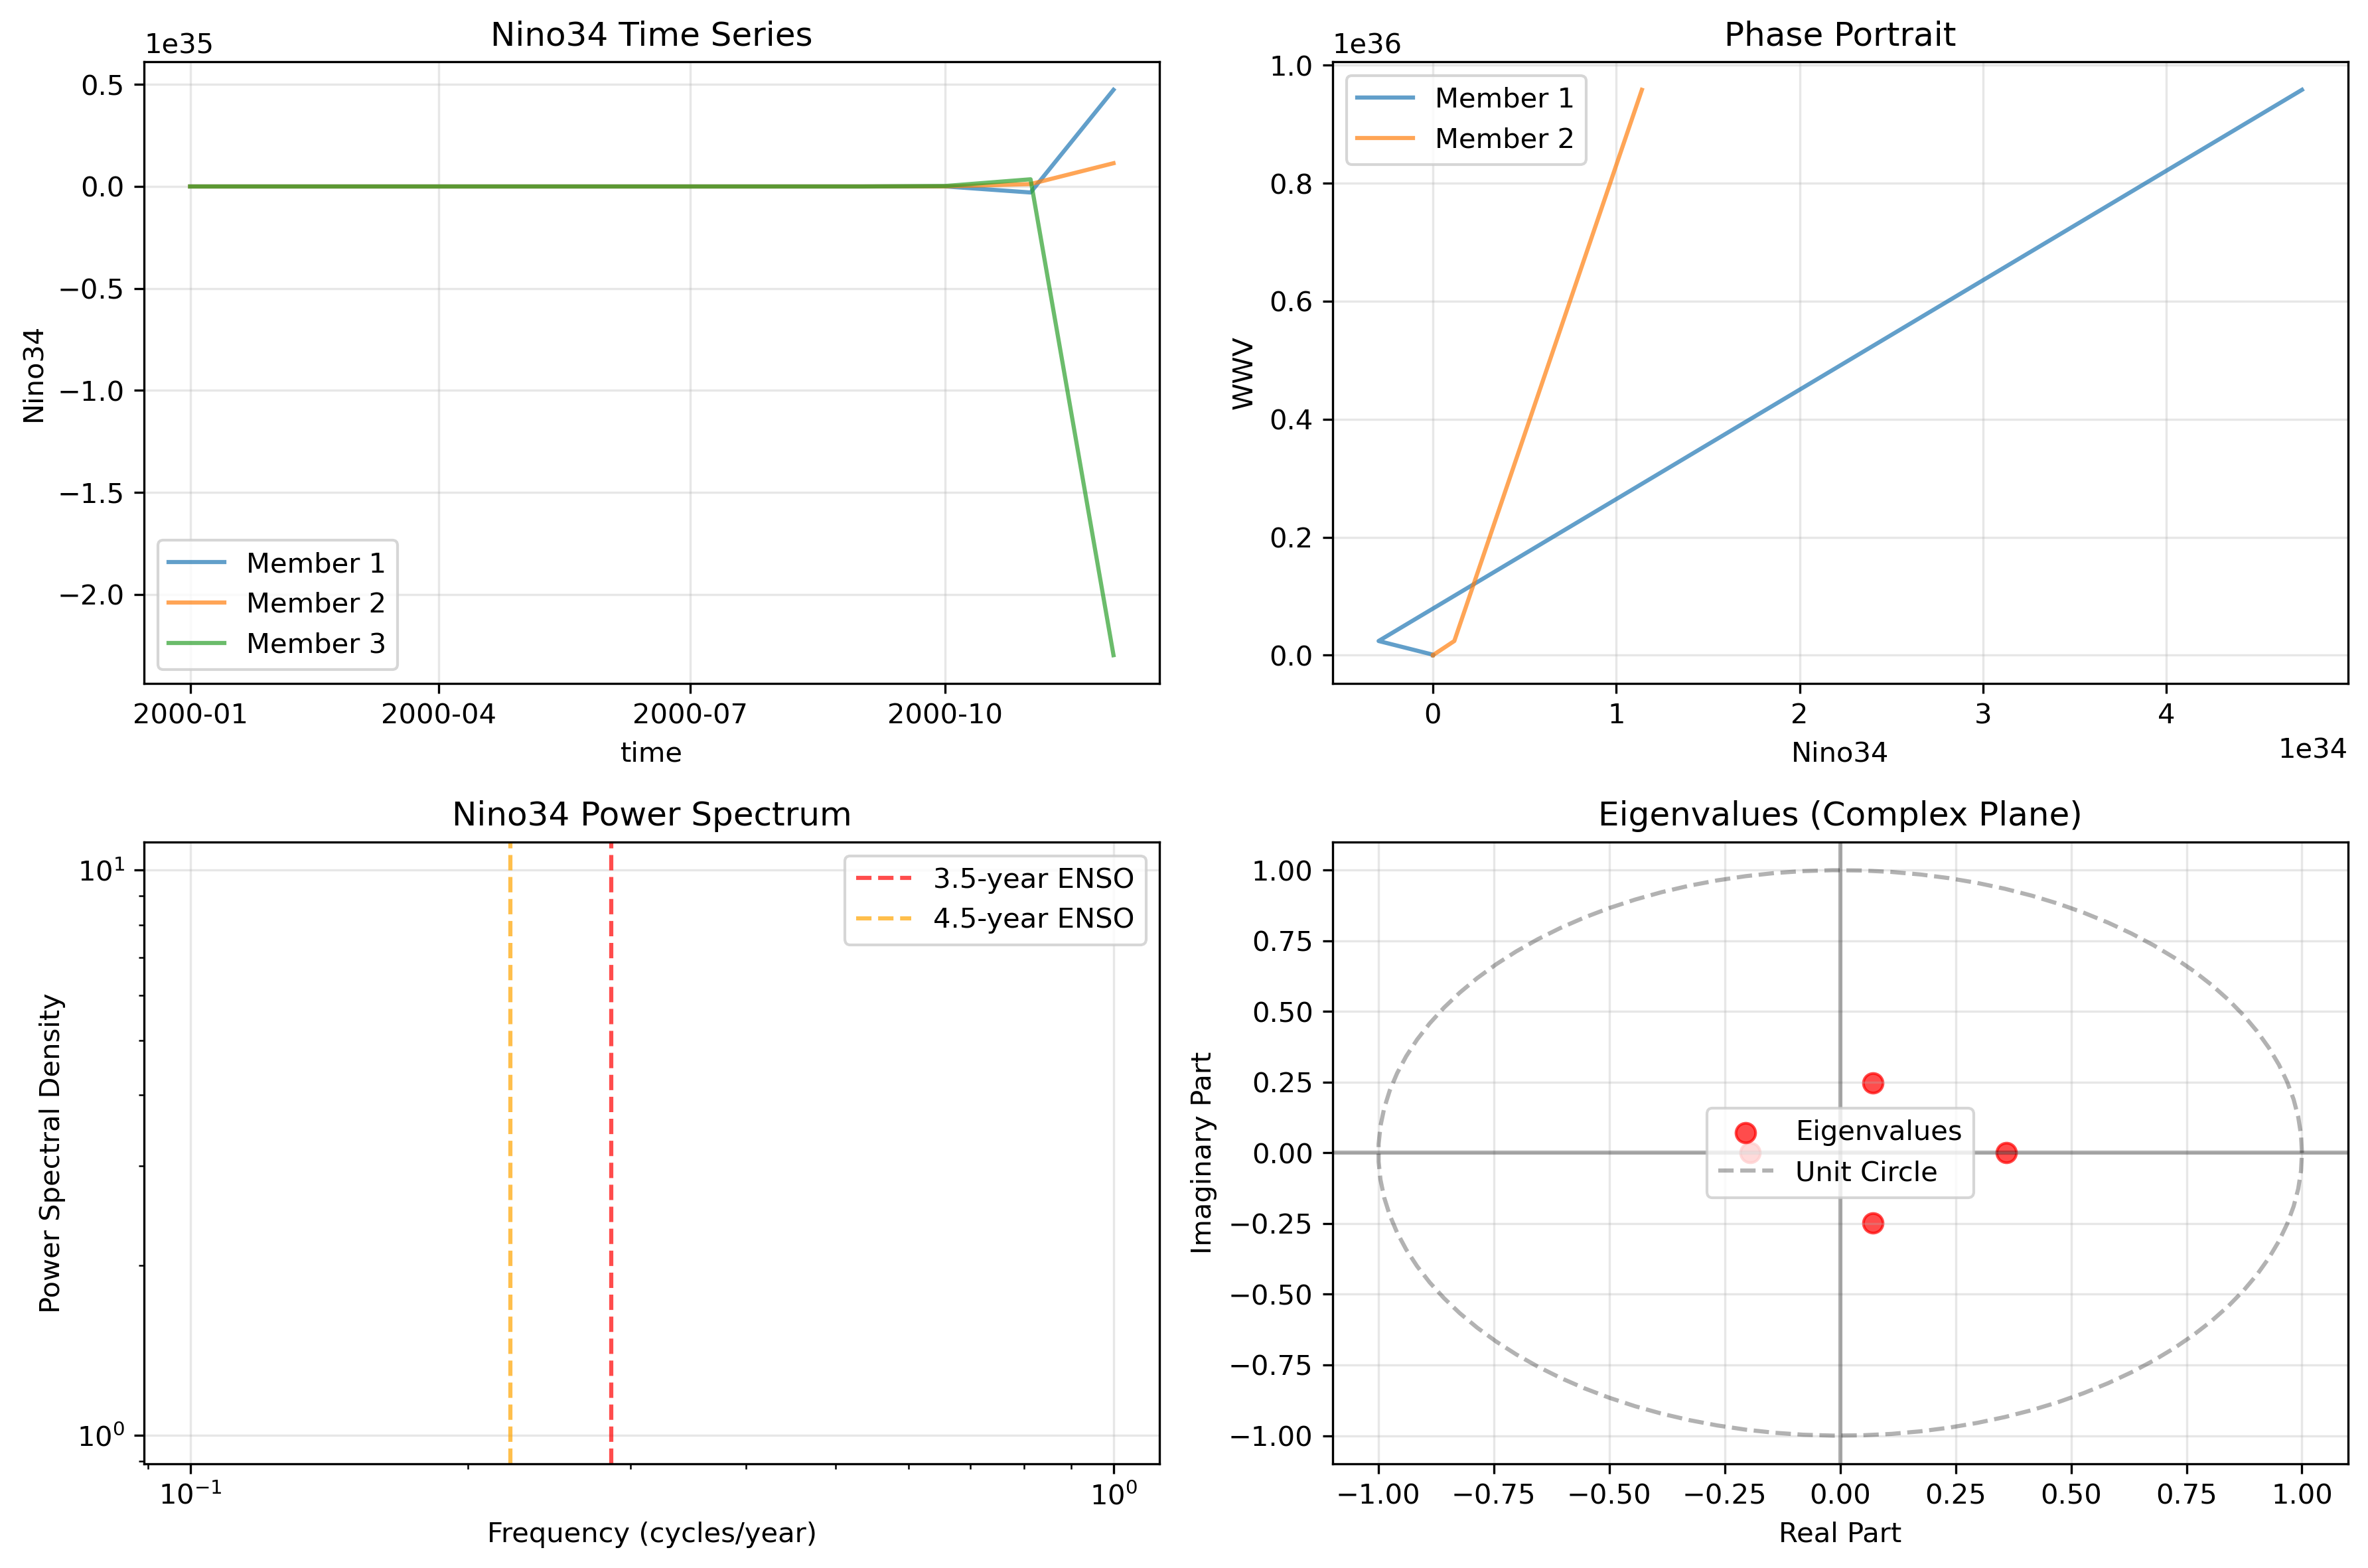 Nino34 Time Series
1e35
0.5
0.0
−0.5
−1.0
−1.5
−2.0
Nino34
Member 1
Member 2
Member 3
2000-01 2000-04 2000-07 2000-10
time
Phase Portrait
1e36
1.0
0.8
0.6
0.4
0.2
0.0
WWV
Member 1
Member 2
0 1 2 3 4
1e34
Nino34
Nino34 Power Spectrum
10¹
10⁰
Power Spectral Density
3.5-year ENSO
4.5-year ENSO
10⁻¹ 10⁰
Frequency (cycles/year)
Eigenvalues (Complex Plane)
1.00
0.75
0.50
0.25
0.00
−0.25
−0.50
−0.75
−1.00
Imaginary Part
Eigenvalues
Unit Circle
−1.00 −0.75 −0.50 −0.25 0.00 0.25 0.50 0.75 1.00
Real Part